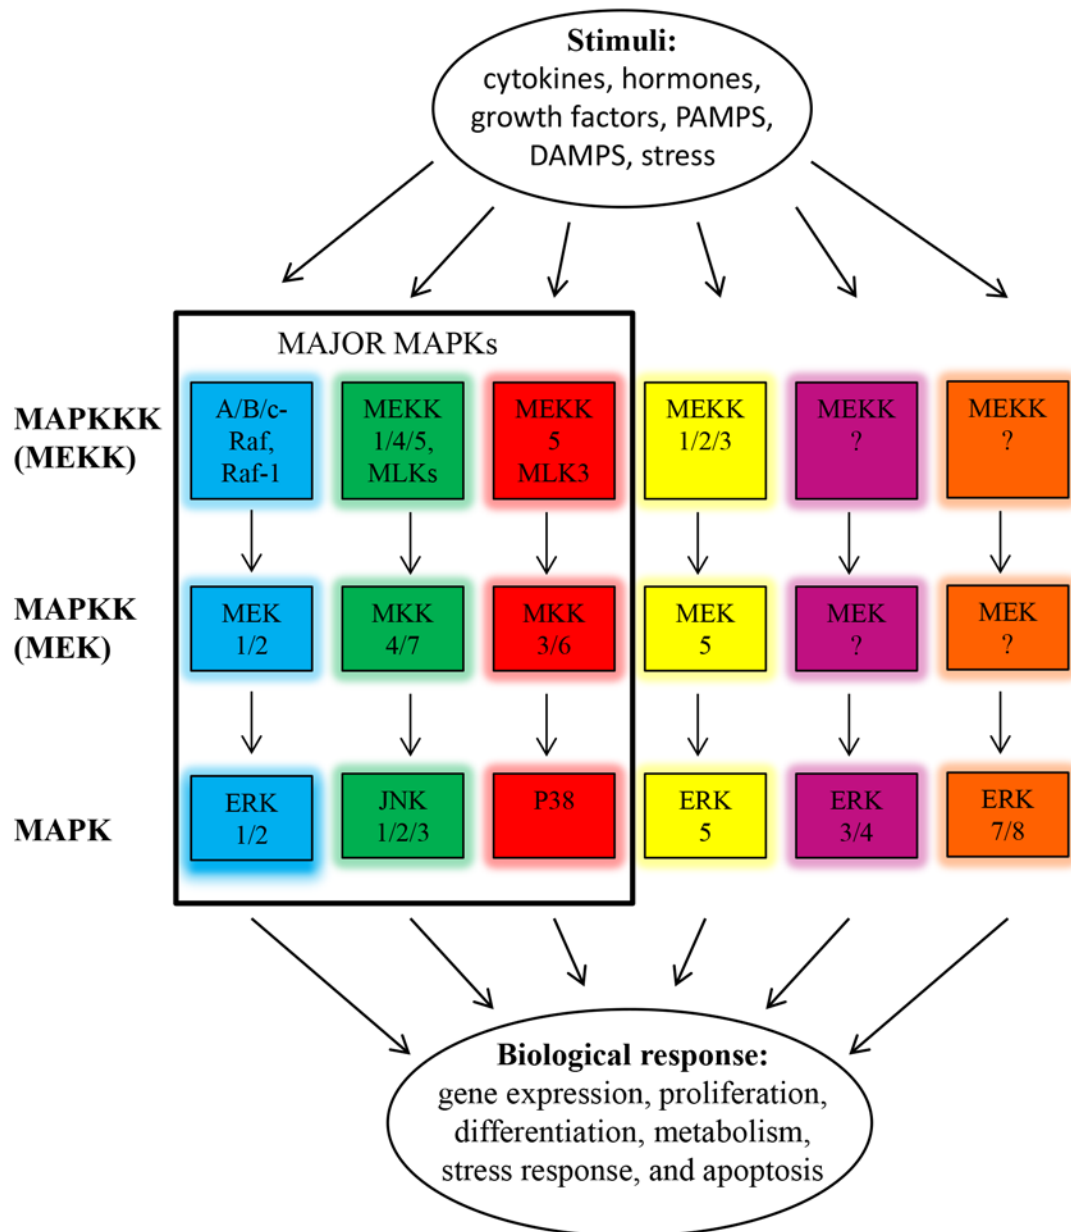 Stimuli:
cytokines, hormones,
growth factors, PAMPS,
DAMPS, stress
MAJOR MAPKs
MAPKKK
(MEKK)
A/B/c-
Raf,
Raf-1
MEKK
1/4/5,
MLKs
MEKK
5
MLK3
MEKK
1/2/3
MEKK
?
MEKK
?
MAPKK
(MEK)
MEK
1/2
MKK
4/7
MKK
3/6
MEK
5
MEK
?
MEK
?
MAPK
ERK
1/2
JNK
1/2/3
P38
ERK
5
ERK
3/4
ERK
7/8
Biological response:
gene expression, proliferation,
differentiation, metabolism,
stress response, and apoptosis